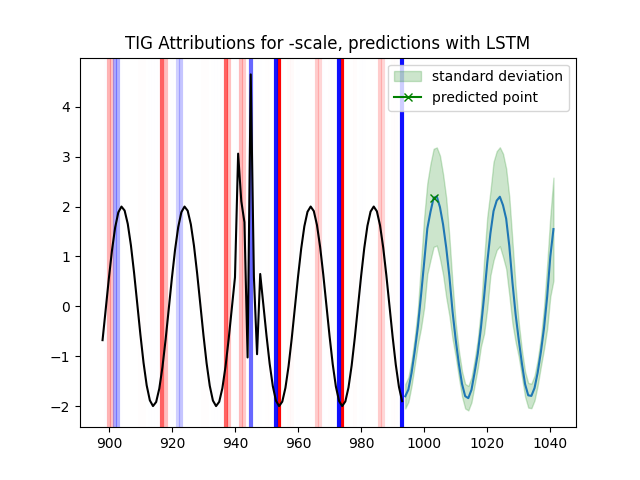 TIG Attributions for -scale, predictions with LSTM
standard deviation
predicted point
4
3
2
1
0
−1
−2
900 920 940 960 980 1000 1020 1040